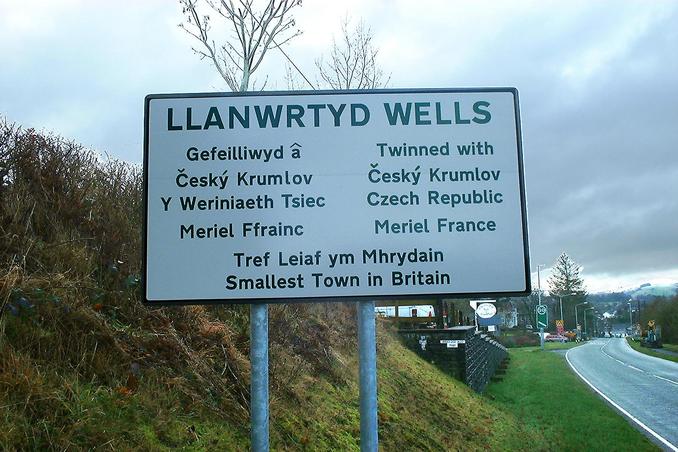 LLANWRTYD WELLS
Gefeilliwyd â
Český Krumlov
Y Weriniaeth Tsiec
Meriel Ffrainc
Twinned with
Český Krumlov
Czech Republic
Meriel France
Tref Leiaf ym Mhrydain
Smallest Town in Britain